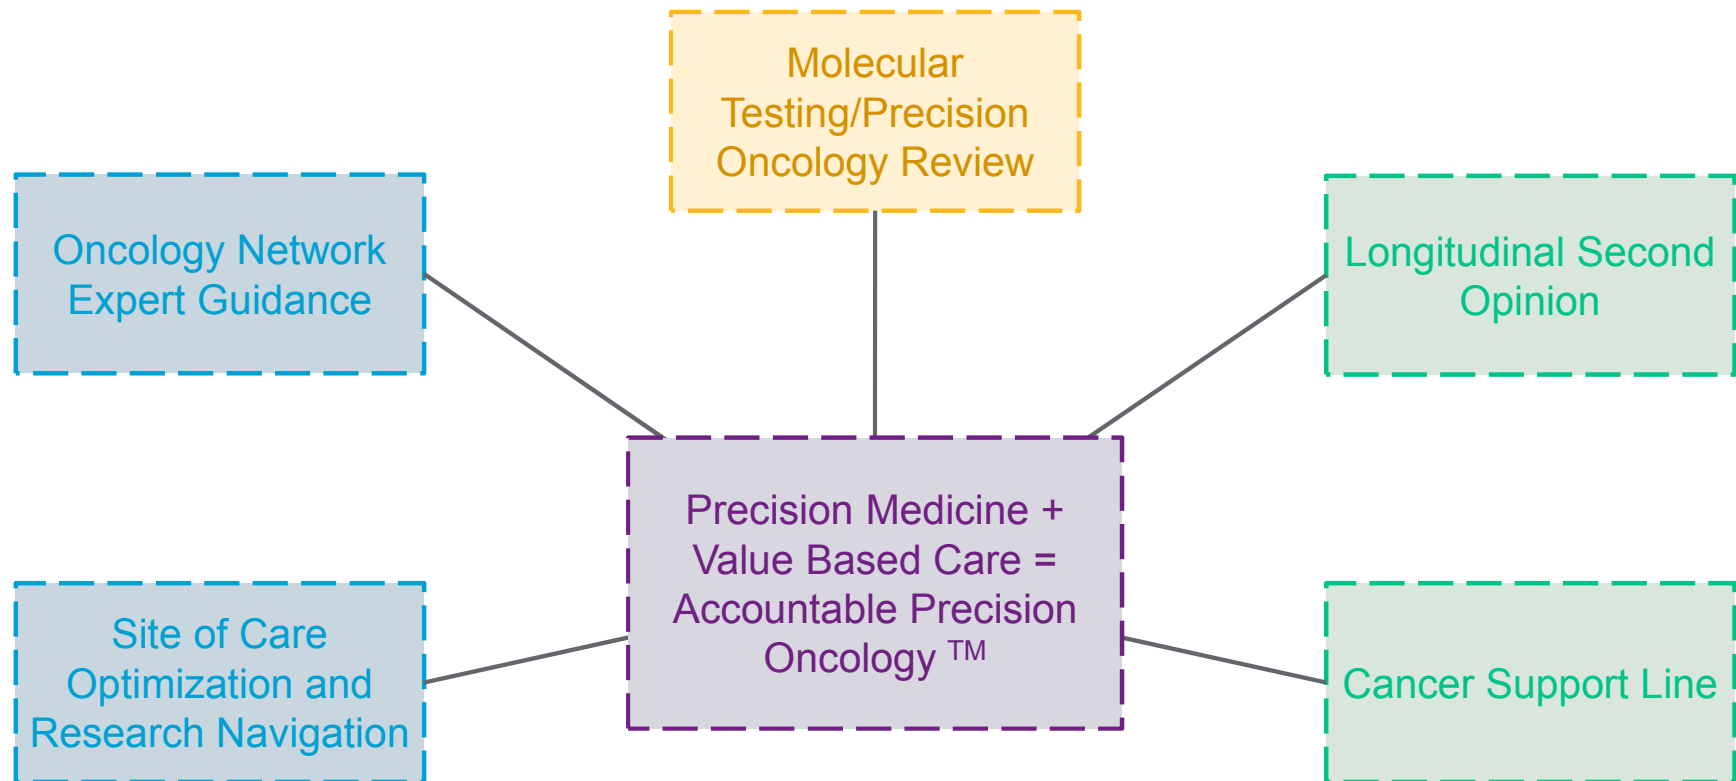 Molecular
Testing/Precision
Oncology Review
Oncology Network
Expert Guidance
Longitudinal Second
Opinion
Precision Medicine +
Value Based Care =
Accountable Precision
Oncology TM
Site of Care
Optimization and
Research Navigation
Cancer Support Line